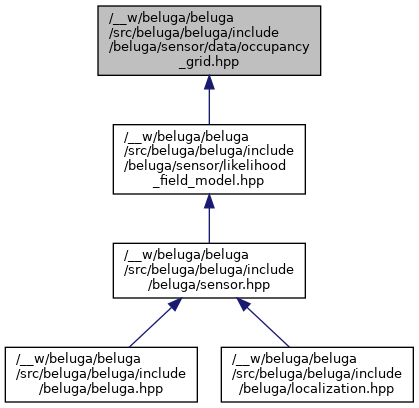 /__w/beluga/beluga
/src/beluga/beluga/include
/beluga/sensor/data/occupancy
_grid.hpp
/__w/beluga/beluga
/src/beluga/beluga/include
/beluga/sensor/likelihood
_field_model.hpp
/__w/beluga/beluga
/src/beluga/beluga/include
/beluga/sensor.hpp
/__w/beluga/beluga
/src/beluga/beluga/include
/beluga/beluga.hpp
/__w/beluga/beluga
/src/beluga/beluga/include
/beluga/localization.hpp